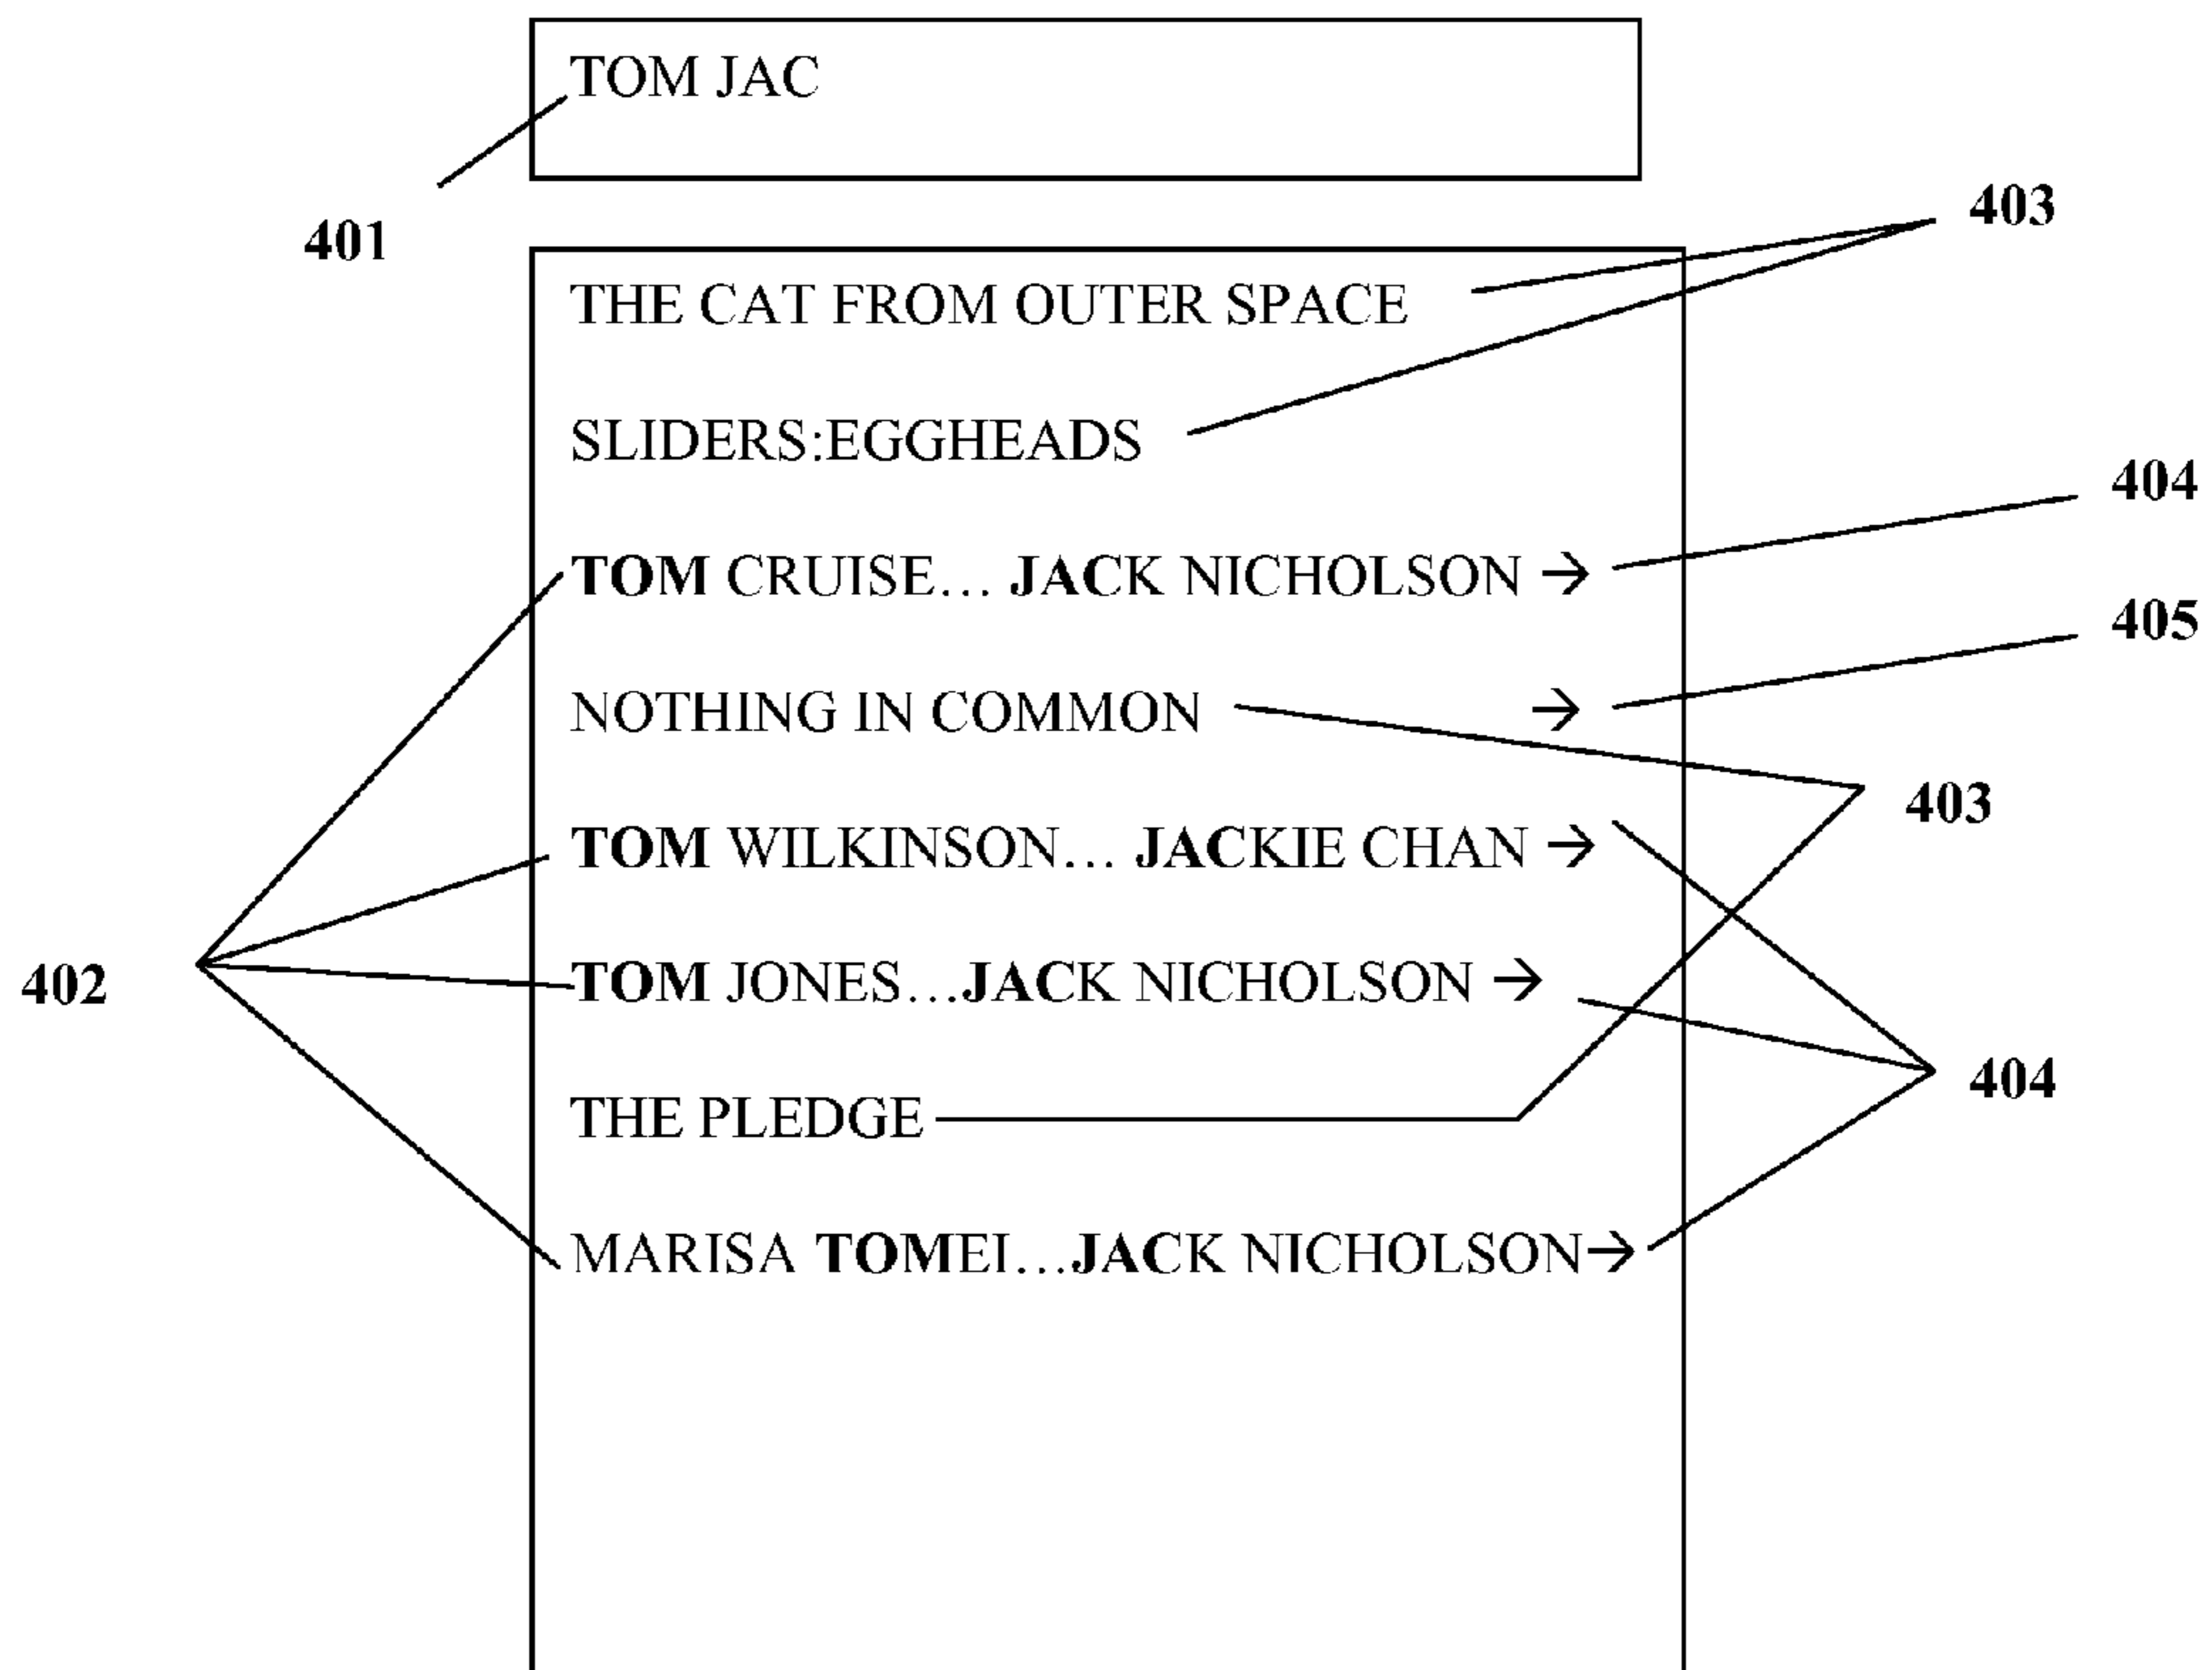 TOM JAC
401
403
THE CAT FROM OUTER SPACE
SLIDERS:EGGHEADS
404
TOM CRUISE... JACK NICHOLSON →
405
NOTHING IN COMMON →
403
TOM WILKINSON... JACKIE CHAN →
402
TOM JONES...JACK NICHOLSON →
404
THE PLEDGE
MARISA TOMEI...JACK NICHOLSON→